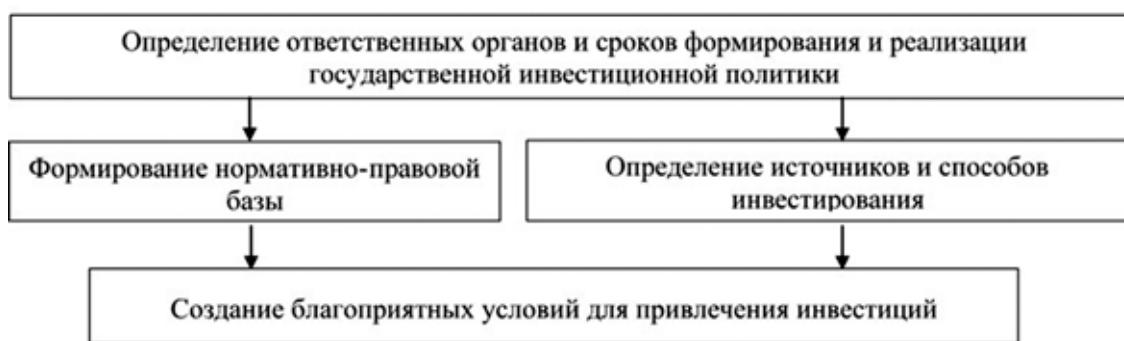 Определение ответственных органов и сроков формирования и реализации
государственной инвестиционной политики
Формирование нормативно-правовой
базы
Определение источников и способов
инвестирования
Создание благоприятных условий для привлечения инвестиций